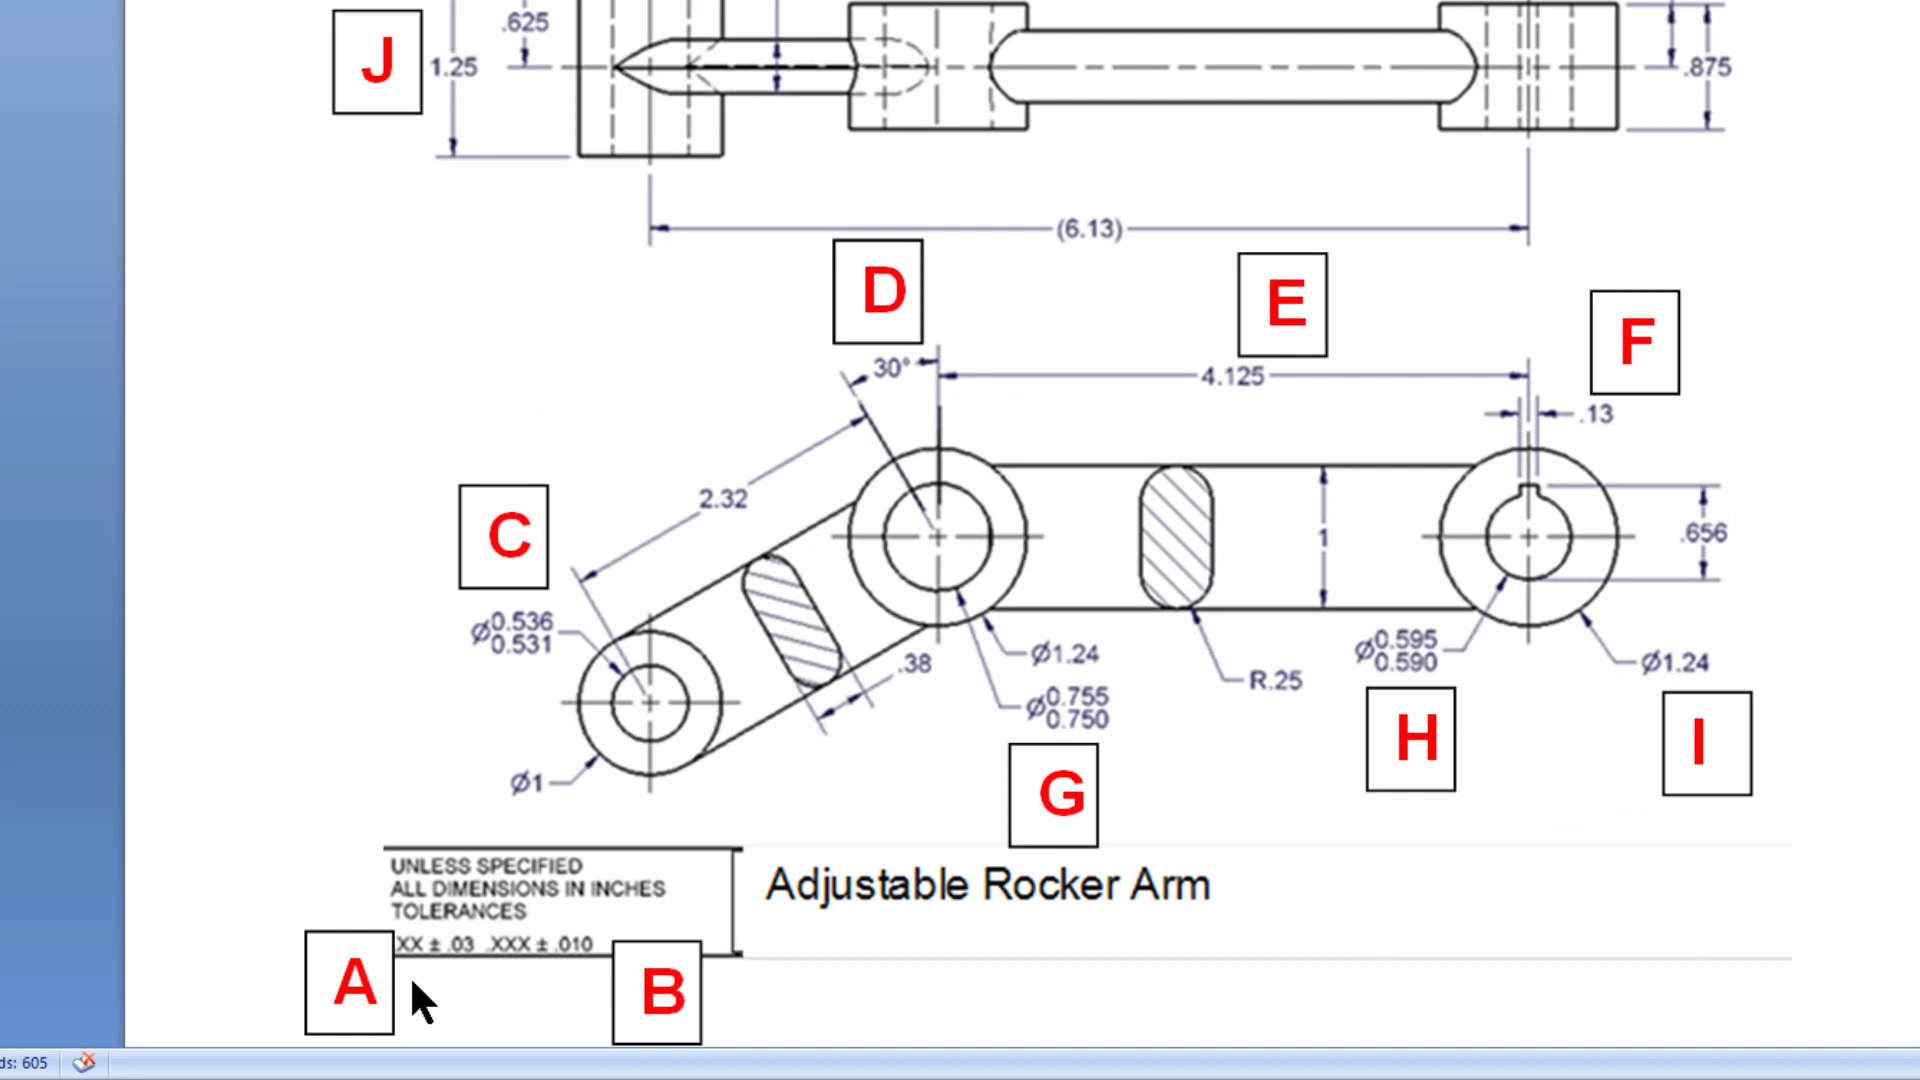 .625
J
1.25
.875
(6.13)
D
E
F
30°
4.125
.13
2.32
C
1
.656
Ø0.536
0.531
.38
Ø1.24
Ø0.595
0.590
Ø1.24
R.25
Ø0.755
0.750
H
I
Ø1
G
UNLESS SPECIFIED
ALL DIMENSIONS IN INCHES
TOLERANCES
.XX ± .03 .XXX ± .010
Adjustable Rocker Arm
A
B
ds: 605